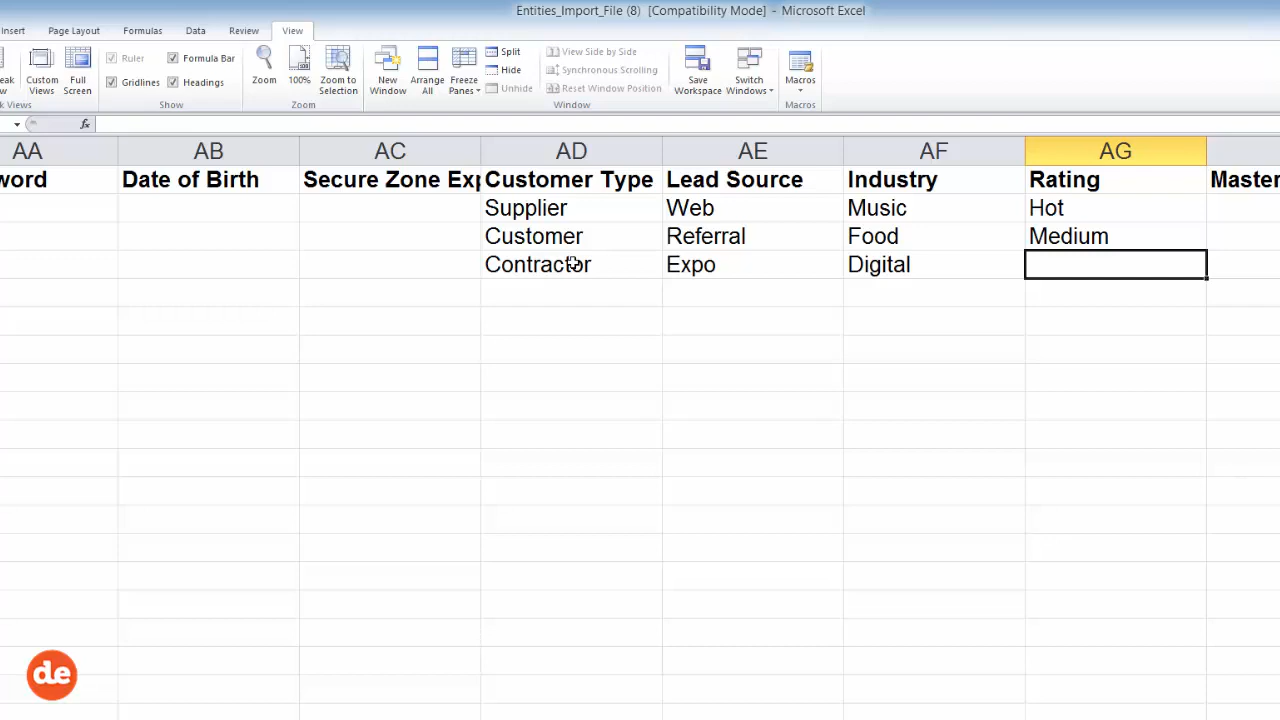 Entities_Import_File (8) [Compatibility Mode] - Microsoft Excel
Insert Page Layout Formulas Data Review View
Ruler Formula Bar
Gridlines Headings
Show
Custom Views
Full Screen
Zoom
100%
Zoom to Selection
Zoom
New Window
Arrange All
Freeze Panes
Split
Hide
Unhide
View Side by Side
Synchronous Scrolling
Reset Window Position
Window
Save Workspace
Switch Windows
Macros
Macros
fx
AA AB AC AD AE AF AG
word Date of Birth Secure Zone Exp Customer Type Lead Source Industry Rating Master
Supplier Web Music Hot
Customer Referral Food Medium
Contractor Expo Digital
de